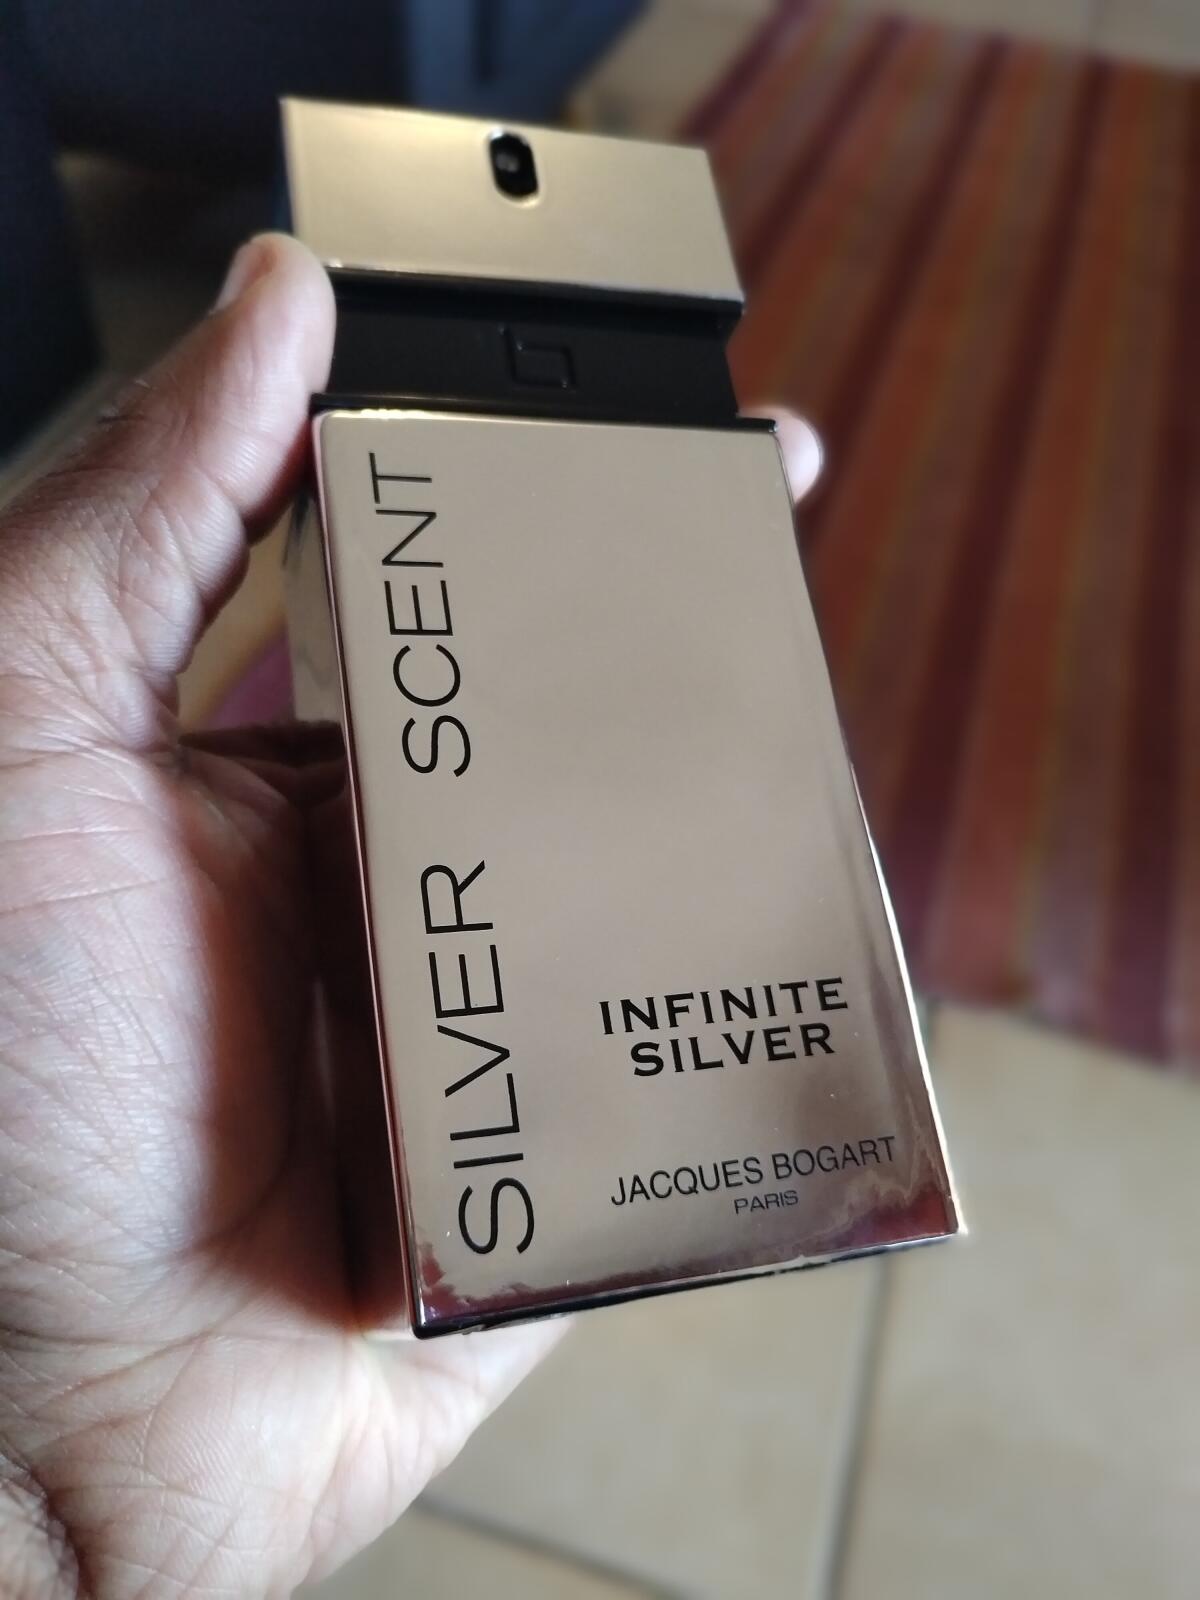 SILVER SCENT
INFINITE
SILVER
JACQUES BOGART
PARIS